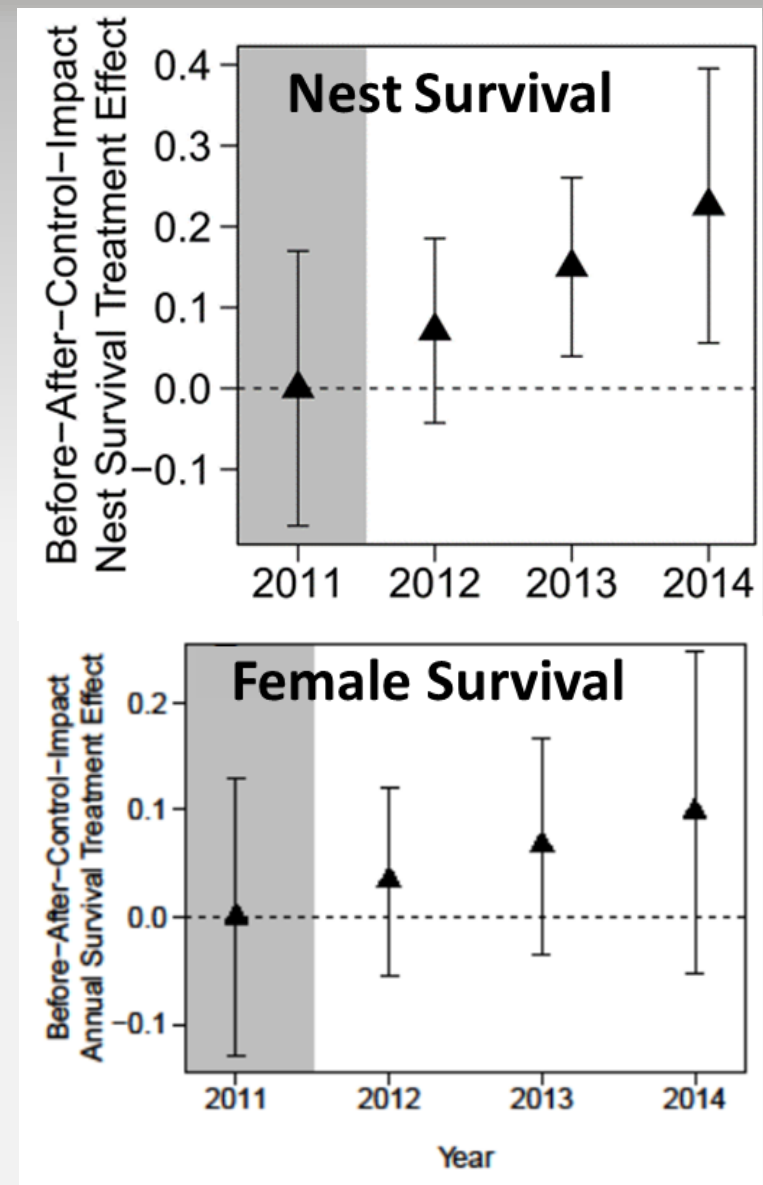 Before−After−Control−Impact
Nest Survival Treatment Effect
Nest Survival
0.4
0.3
0.2
0.1
0.0
−0.1
2011 2012 2013 2014
Before−After−Control−Impact
Annual Survival Treatment Effect
Female Survival
0.2
0.1
0.0
−0.1
2011 2012 2013 2014
Year